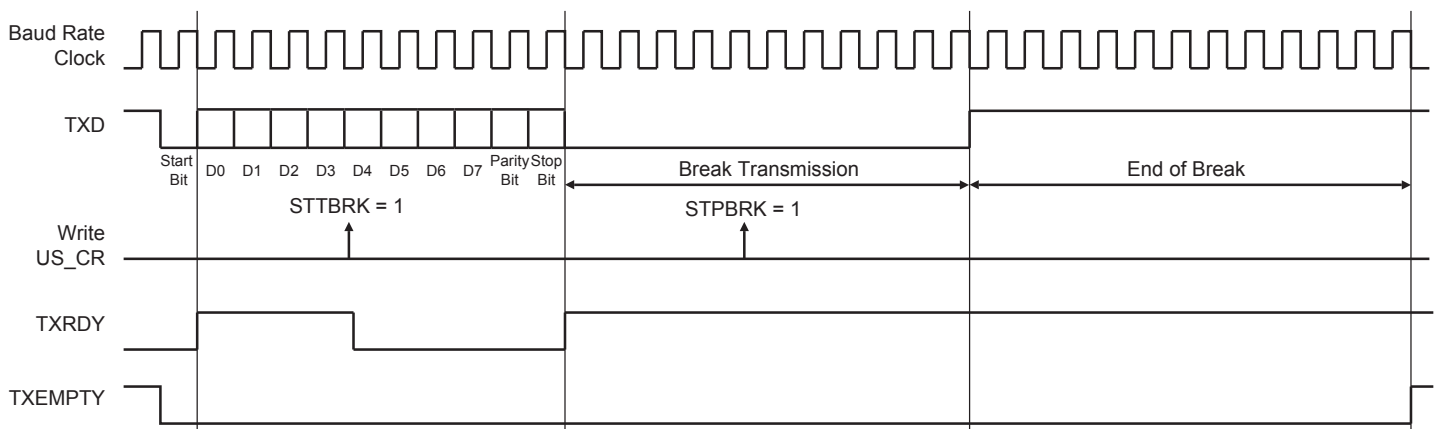 Baud Rate
Clock
TXD
Start
Bit
D0 D1 D2 D3 D4 D5 D6 D7
Parity
Bit
Stop
Bit
Break Transmission
End of Break
STTBRK = 1
STPBRK = 1
Write
US_CR
TXRDY
TXEMPTY